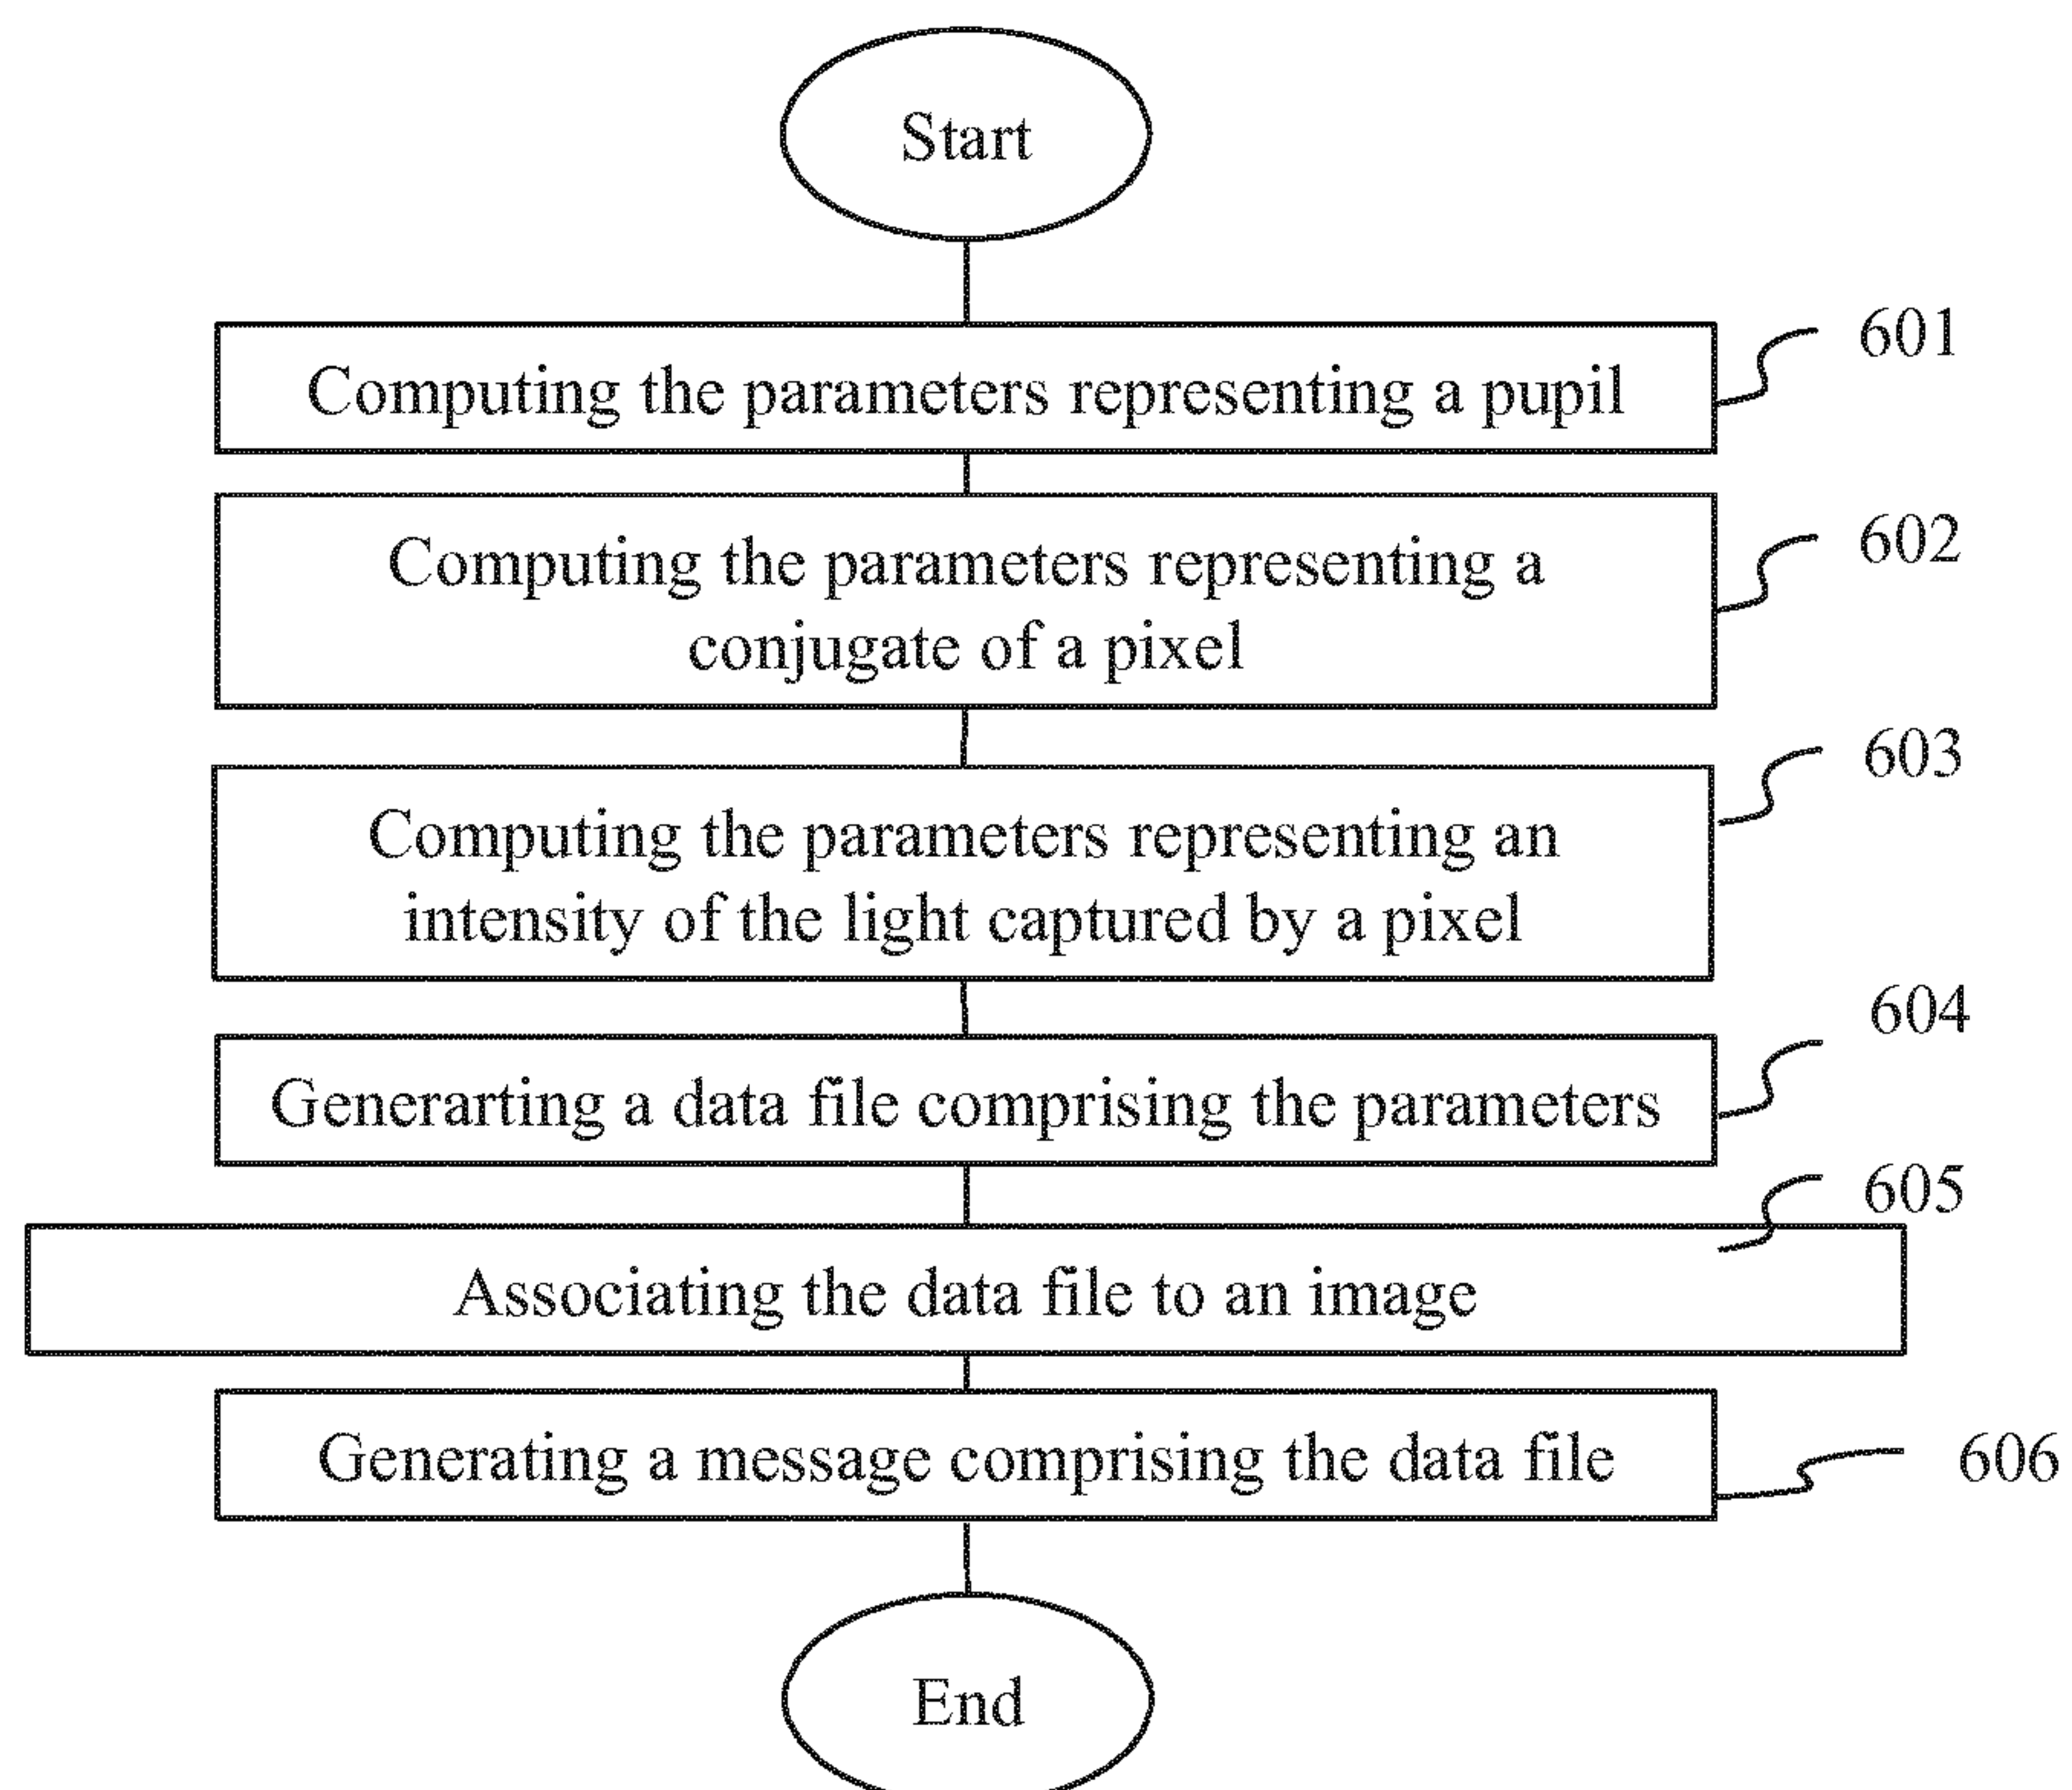 Start
Computing the parameters representing a pupil
601
Computing the parameters representing a
conjugate of a pixel
602
Computing the parameters representing an
intensity of the light captured by a pixel
603
Generarting a data file comprising the parameters
604
Associating the data file to an image
605
Generating a message comprising the data file
606
End